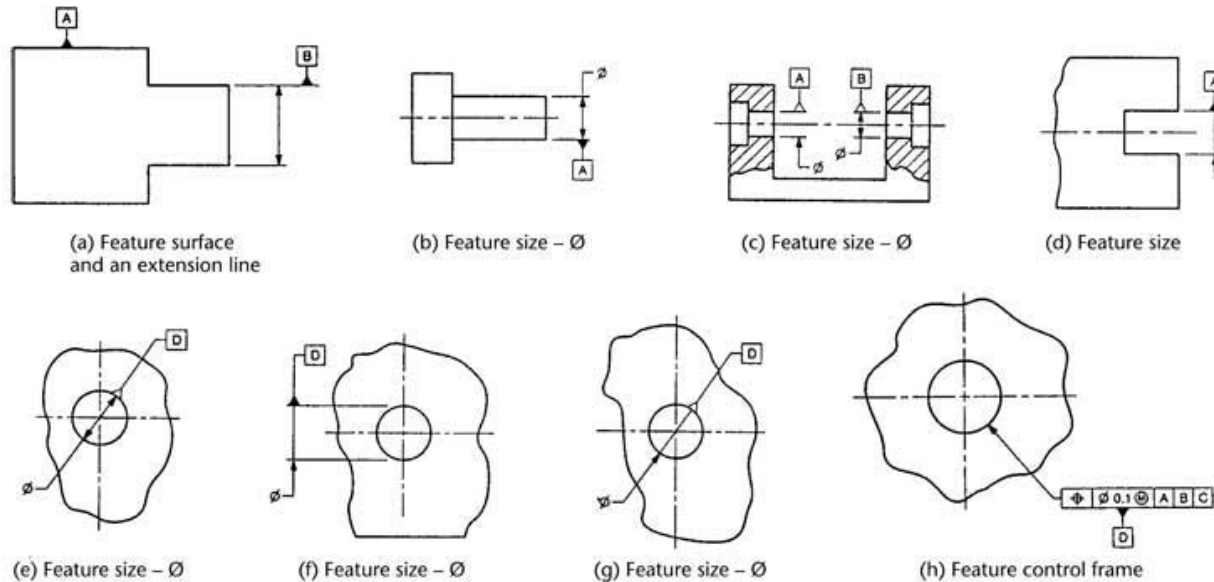 A
B
(a) Feature surface
and an extension line
Ø
A
(b) Feature size – Ø
A
B
Ø
Ø
(c) Feature size – Ø
A
(d) Feature size
D
Ø
(e) Feature size – Ø
D
Ø
(f) Feature size – Ø
D
Ø
(g) Feature size – Ø
⌖ Ø 0.1 Ⓜ A B C
D
(h) Feature control frame